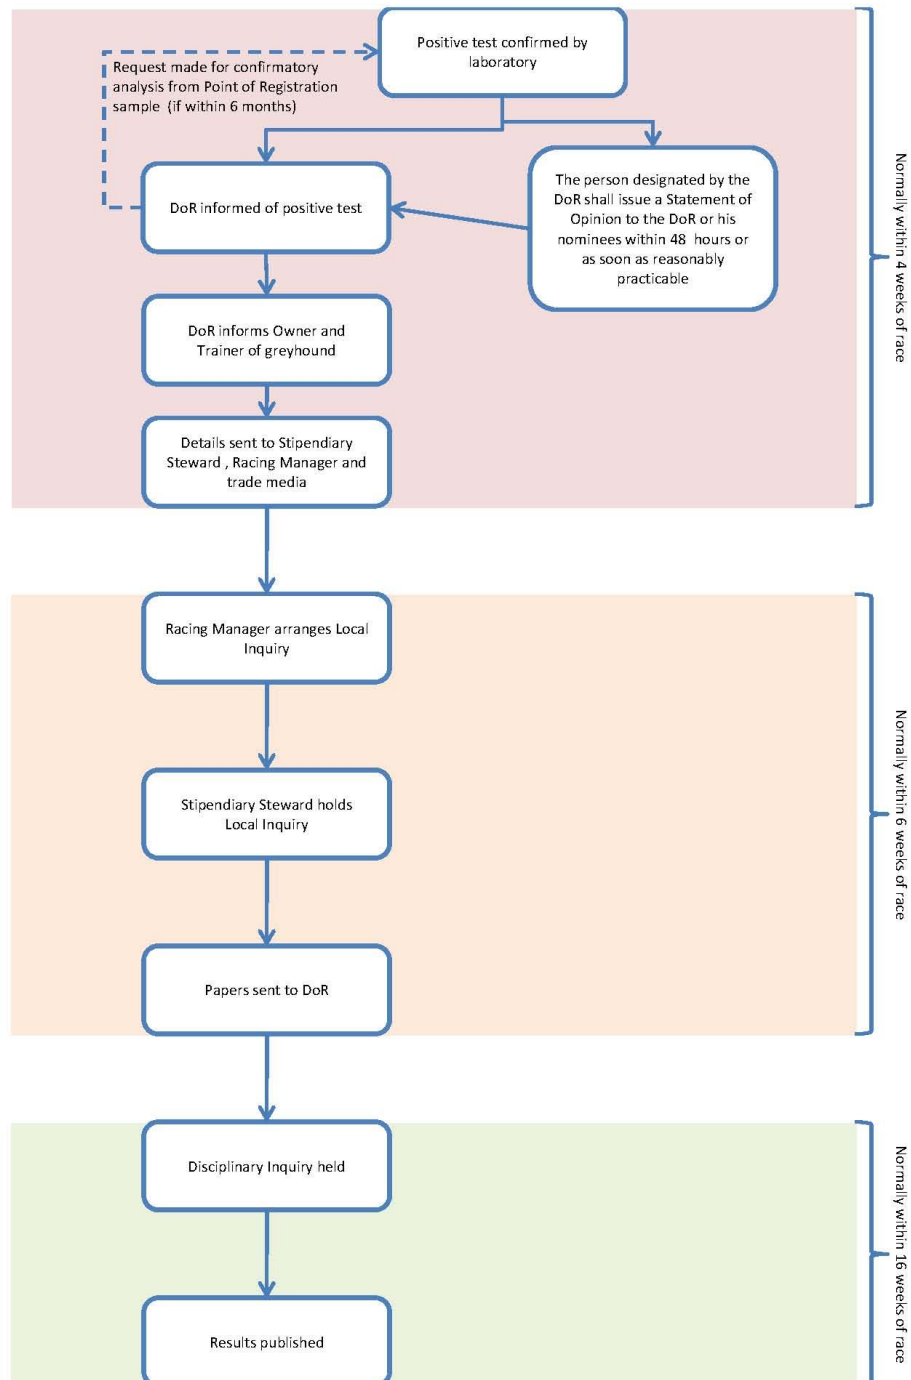 Positive test confirmed by
laboratory
Request made for confirmatory
analysis from Point of Registration
sample (if within 6 months)
DoR informed of positive test
The person designated by the
DoR shall issue a Statement of
Opinion to the DoR or his
nominees within 48 hours or
as soon as reasonably
practicable
DoR informs Owner and
Trainer of greyhound
Details sent to Stipendiary
Steward , Racing Manager and
trade media
Normally within 4 weeks of race
Racing Manager arranges Local
Inquiry
Stipendiary Steward holds
Local Inquiry
Papers sent to DoR
Normally within 6 weeks of race
Disciplinary Inquiry held
Results published
Normally within 16 weeks of race